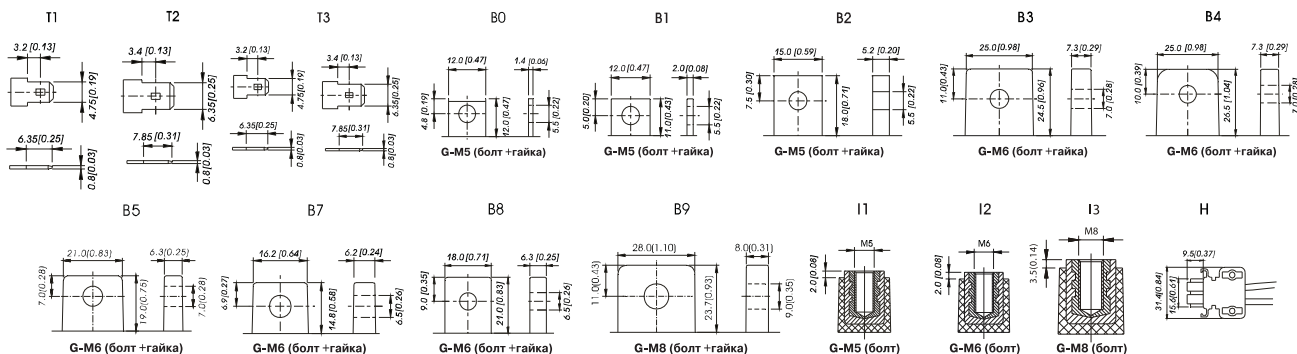 T1
T2
T3
B0
B1
B2
B3
B4
3.2 [0.13]
4.75[0.19]
6.35[0.25]
0.8[0.03]
3.4 [0.13]
6.35[0.25]
7.85[0.31]
0.8[0.03]
3.2 [0.13]
4.75[0.19]
6.35[0.25]
0.8[0.03]
3.4 [0.13]
6.35[0.25]
7.85[0.31]
0.8[0.03]
12.0 [0.47]
1.4 [0.06]
4.8 [0.19]
12.0 [0.47]
5.5 [0.22]
G-M5 (болт +гайка)
12.0 [0.47]
2.0 [0.08]
5.0[0.20]
11.0[0.43]
5.5 [0.22]
G-M5 (болт +гайка)
15.0 [0.59]
5.2 [0.20]
7.5 [0.30]
18.0[0.71]
5.5 [0.22]
G-M5 (болт +гайка)
25.0 [0.98]
7.3 [0.29]
11.0[0.43]
24.5 [0.96]
7.0 [0.28]
G-M6 (болт +гайка)
25.0 [0.98]
7.3 [0.29]
10.0 [0.39]
26.5 [1.04]
7.0 [0.28]
G-M6 (болт +гайка)
B5
B7
B8
B9
I1
I2
I3
H
21.0(0.83)
6.3(0.25)
7.0(0.28)
19.0(0.75)
7.0(0.28)
G-M6 (болт +гайка)
16.2 [0.64]
6.2 [0.24]
6.9 [0.27]
14.8 [0.58]
6.5[0.26]
G-M6 (болт +гайка)
18.0 [0.71]
6.3 [0.25]
9.0 [0.35]
21.0 [0.83]
6.5 [0.26]
G-M6 (болт +гайка)
28.0(1.10)
8.0(0.31)
11.0(0.43)
23.7(0.93)
9.0(0.35)
G-M8 (болт +гайка)
M5
2.0 [0.08]
G-M5 (болт)
M6
2.0 [0.08]
G-M6 (болт)
M8
3.5(0.14)
G-M8 (болт)
9.5[0.37]
31.4 [0.84]
15.6[0.61]